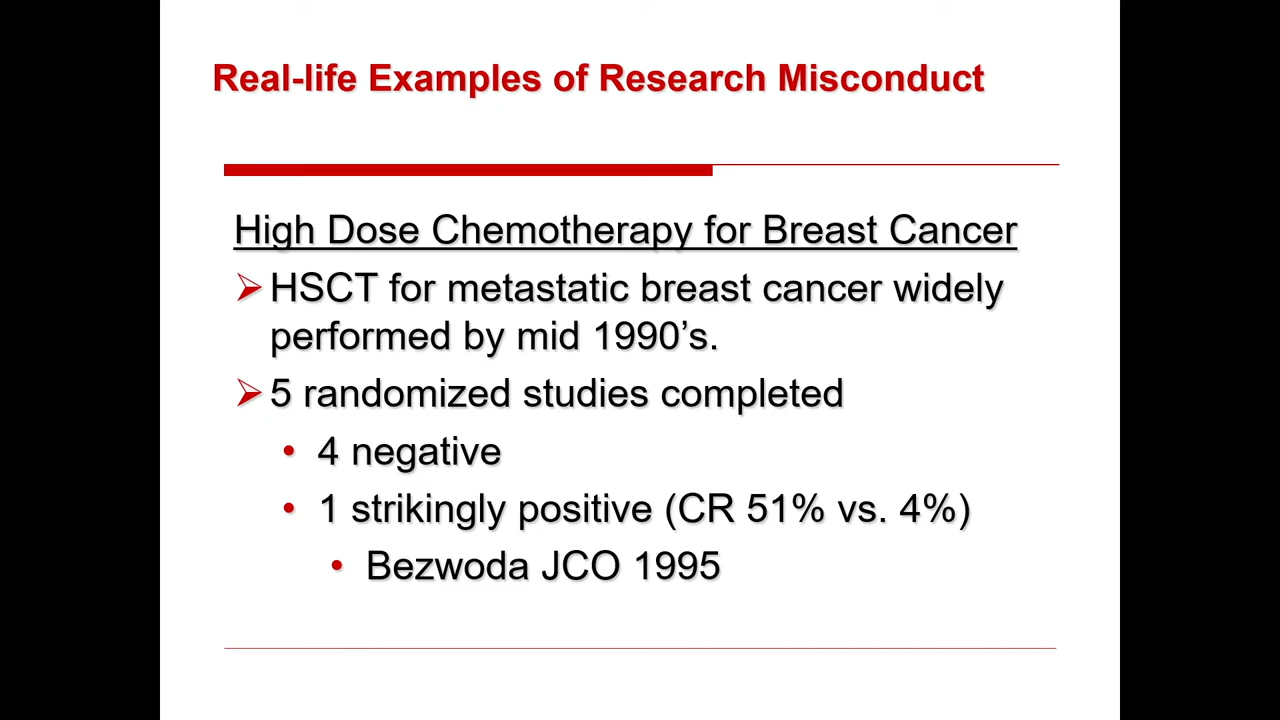 Real-life Examples of Research Misconduct
High Dose Chemotherapy for Breast Cancer
➢ HSCT for metastatic breast cancer widely
performed by mid 1990’s.
➢ 5 randomized studies completed
• 4 negative
• 1 strikingly positive (CR 51% vs. 4%)
• Bezwoda JCO 1995